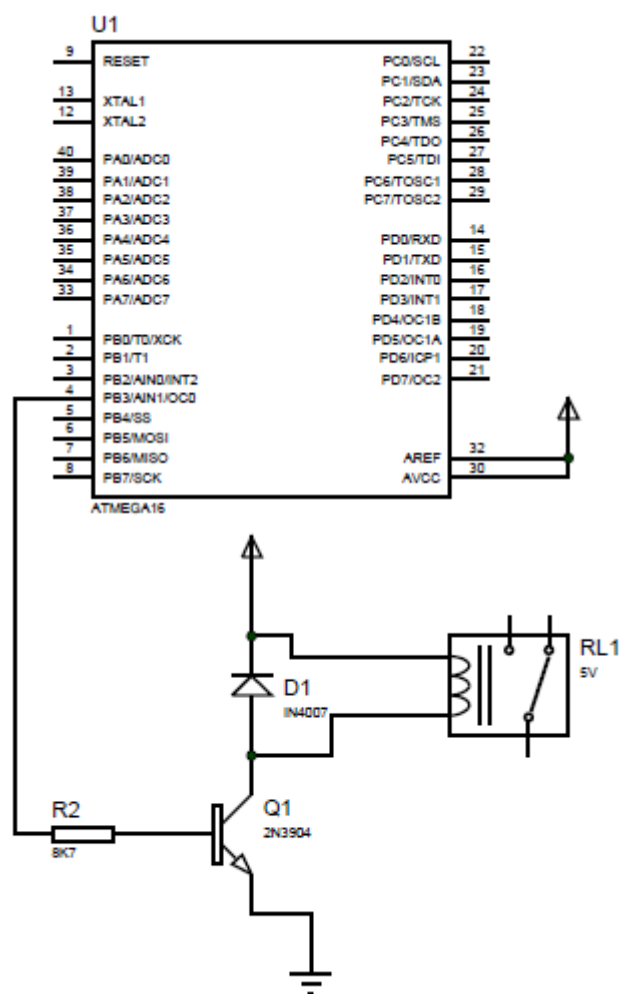 U1
9 RESET PC0/SCL 22
PC1/SDA 23
13 XTAL1 PC2/TCK 24
12 XTAL2 PC3/TMS 25
PC4/TDO 26
40 PA0/ADC0 PC5/TDI 27
39 PA1/ADC1 PC6/TOSC1 28
38 PA2/ADC2 PC7/TOSC2 29
37 PA3/ADC3
36 PA4/ADC4 PD0/RXD 14
35 PA5/ADC5 PD1/TXD 15
34 PA6/ADC6 PD2/INT0 16
33 PA7/ADC7 PD3/INT1 17
PD4/OC1B 18
1 PB0/T0/XCK PD5/OC1A 19
2 PB1/T1 PD6/ICP1 20
3 PB2/AIN0/INT2 PD7/OC2 21
4 PB3/AIN1/OC0
5 PB4/SS
6 PB5/MOSI
7 PB6/MISO AREF 32
8 PB7/SCK AVCC 30
ATMEGA16
RL1
5V
D1
IN4007
R2
8K7
Q1
2N3904